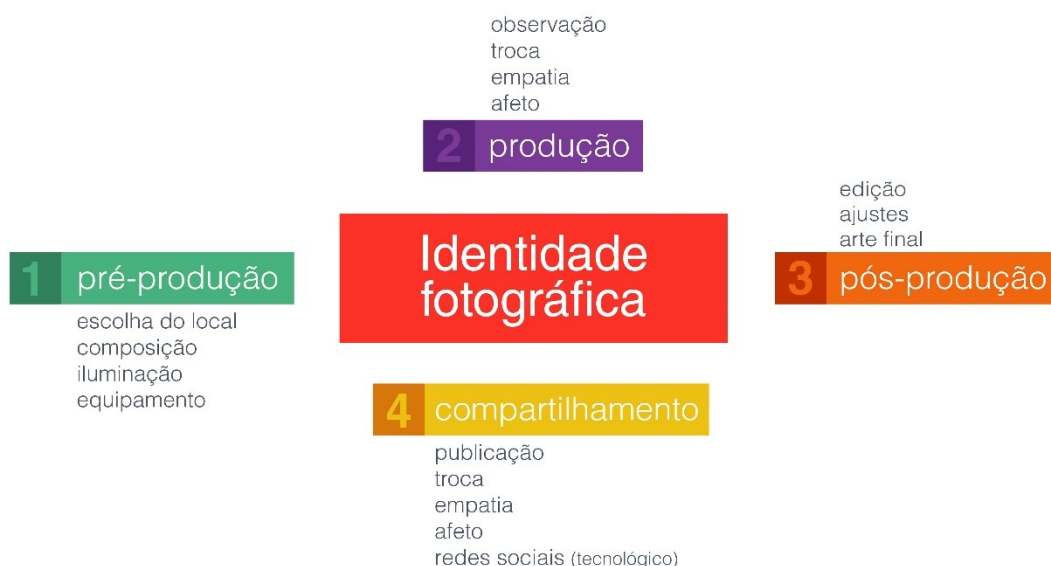 observação
troca
empatia
afeto
2 produção
edição
ajustes
arte final
3 pós-produção
Identidade
fotográfica
1 pré-produção
escolha do local
composição
iluminação
equipamento
4 compartilhamento
publicação
troca
empatia
afeto
redes sociais (tecnológico)